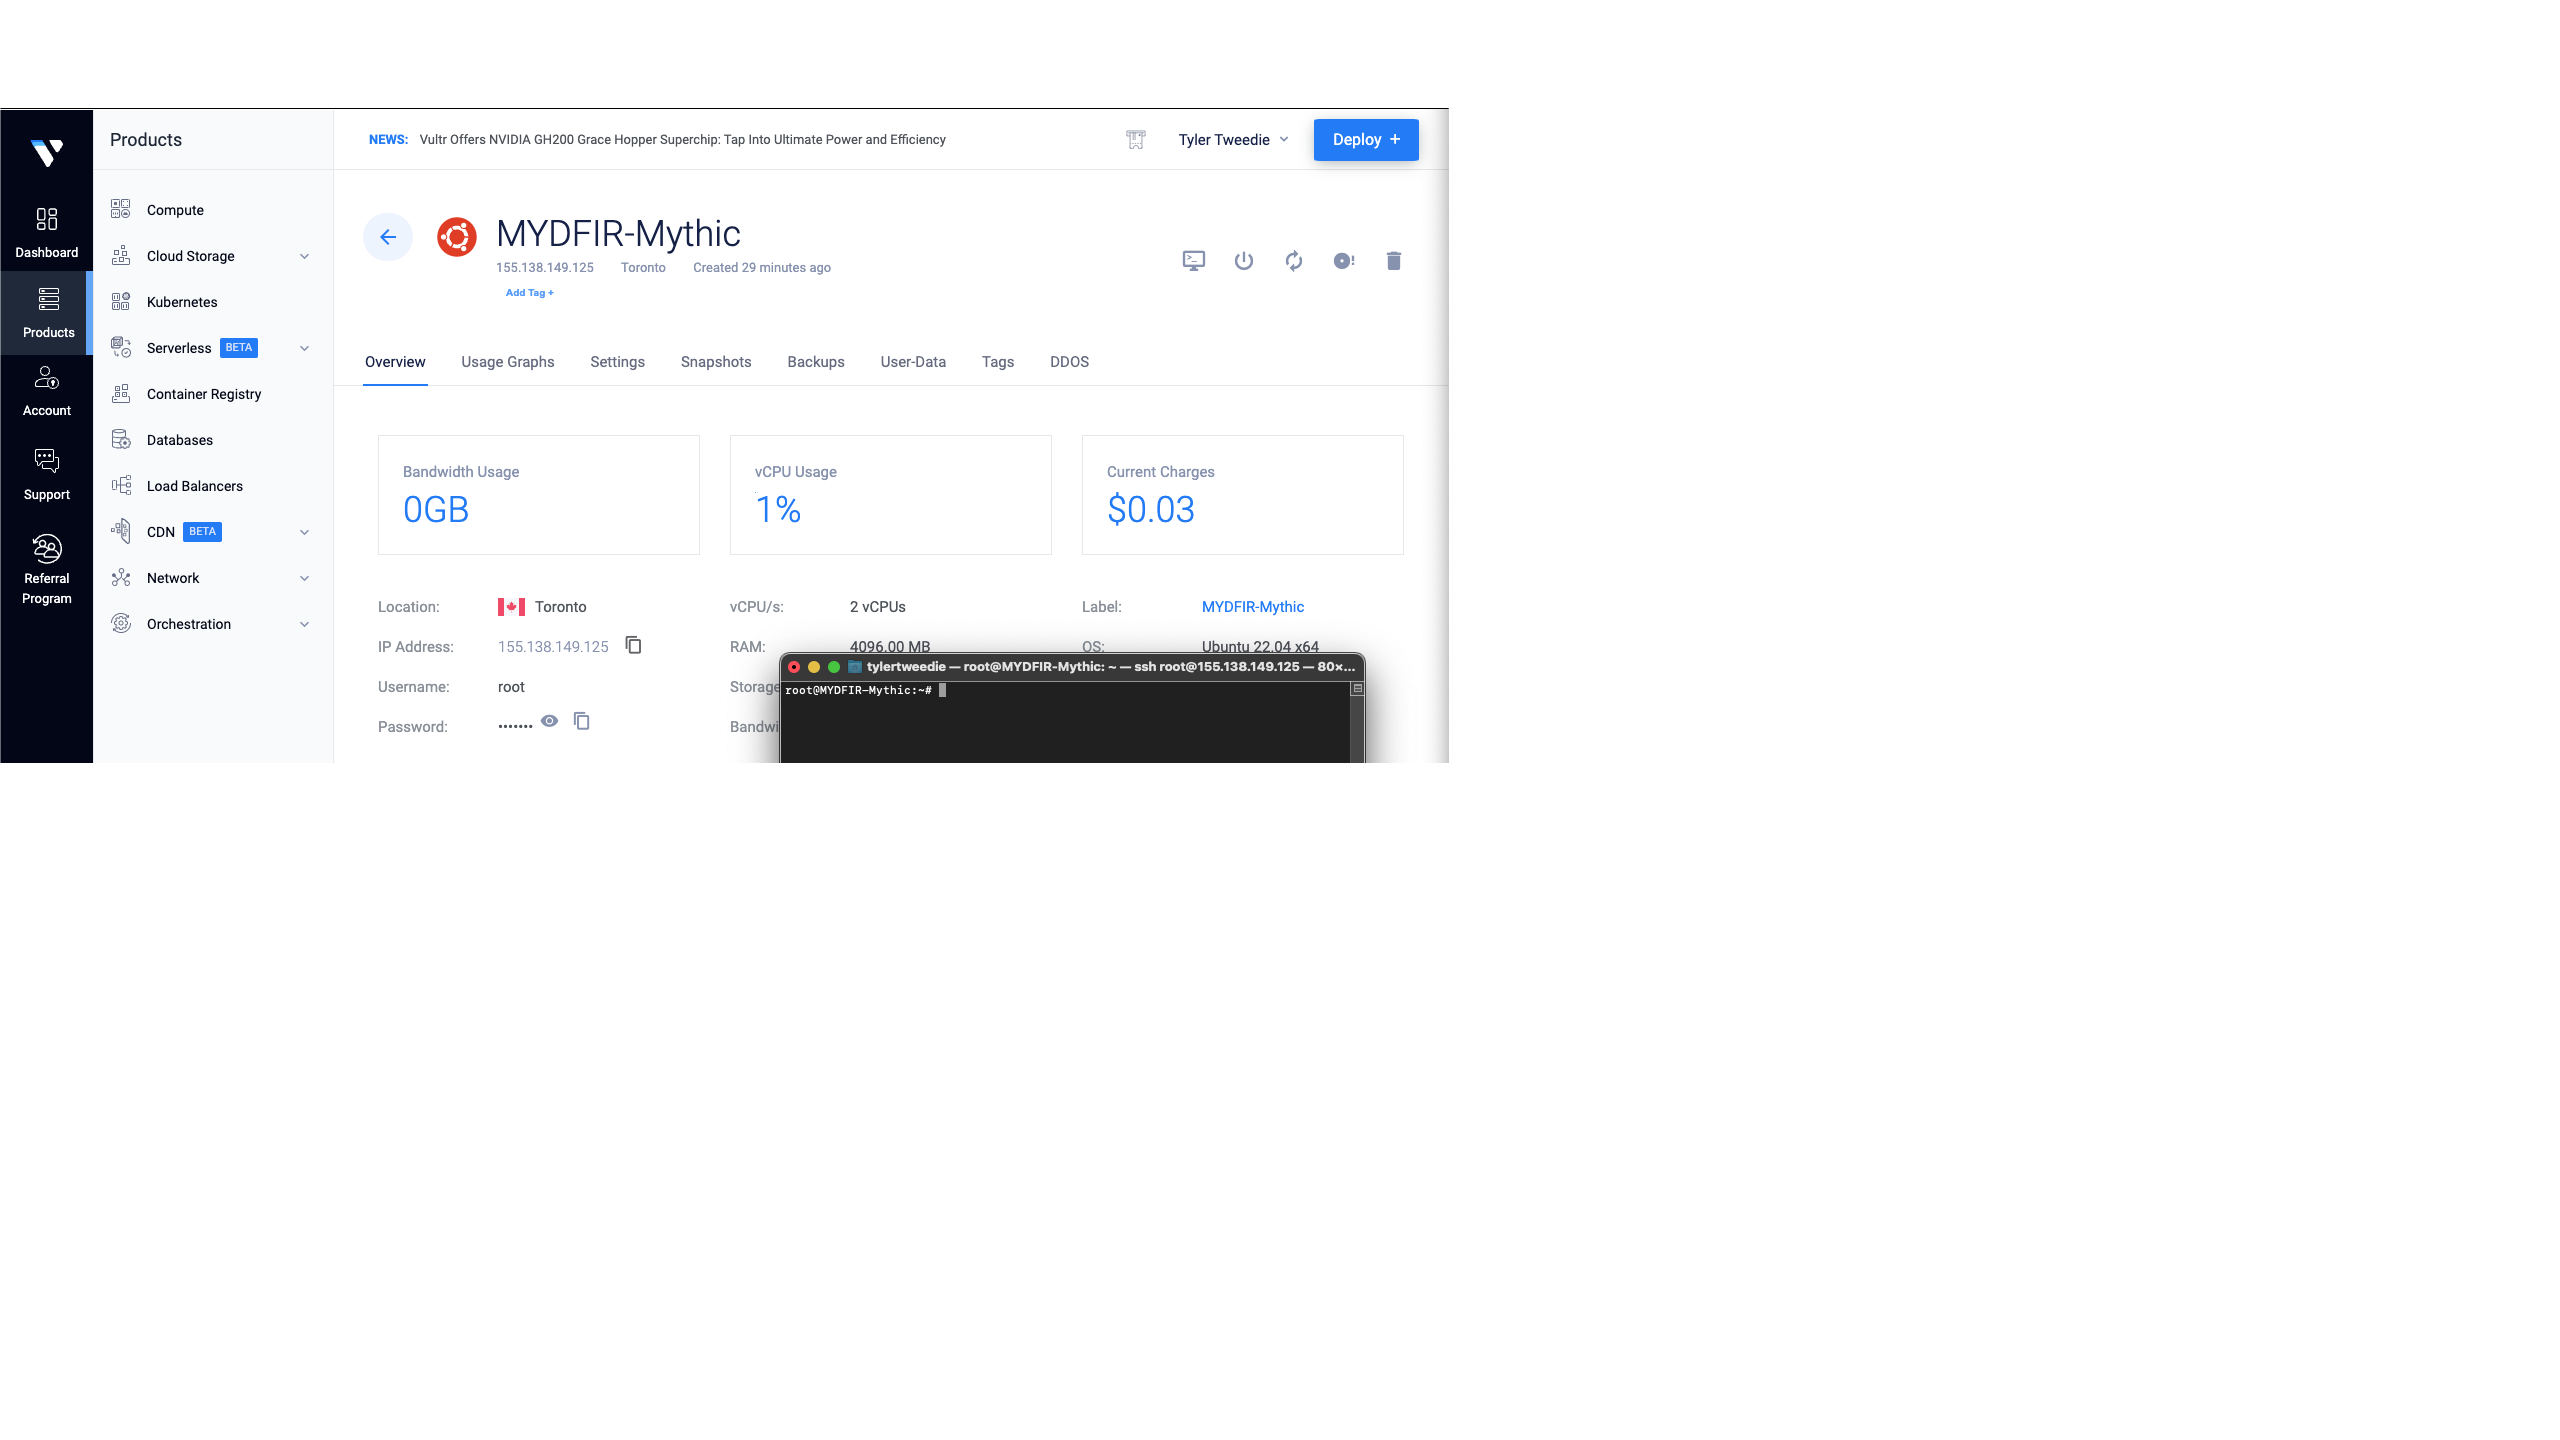 Products
NEWS: Vultr Offers NVIDIA GH200 Grace Hopper Superchip: Tap Into Ultimate Power and Efficiency
Tyler Tweedie
Deploy +
Dashboard
Products
Account
Support
Referral
Program
Compute
Cloud Storage
Kubernetes
Serverless BETA
Container Registry
Databases
Load Balancers
CDN BETA
Network
Orchestration
MYDFIR-Mythic
155.138.149.125 Toronto Created 29 minutes ago
Add Tag +
Overview Usage Graphs Settings Snapshots Backups User-Data Tags DDOS
Bandwidth Usage
0GB
vCPU Usage
1%
Current Charges
$0.03
Location: Toronto
IP Address: 155.138.149.125
Username: root
Password: •••••••
vCPU/s: 2 vCPUs
RAM: 4096.00 MB
Storage
Bandwi
Label: MYDFIR-Mythic
OS: Ubuntu 22.04 x64
tylertweedie — root@MYDFIR-Mythic: ~ — ssh root@155.138.149.125 — 80×...
root@MYDFIR-Mythic:~#